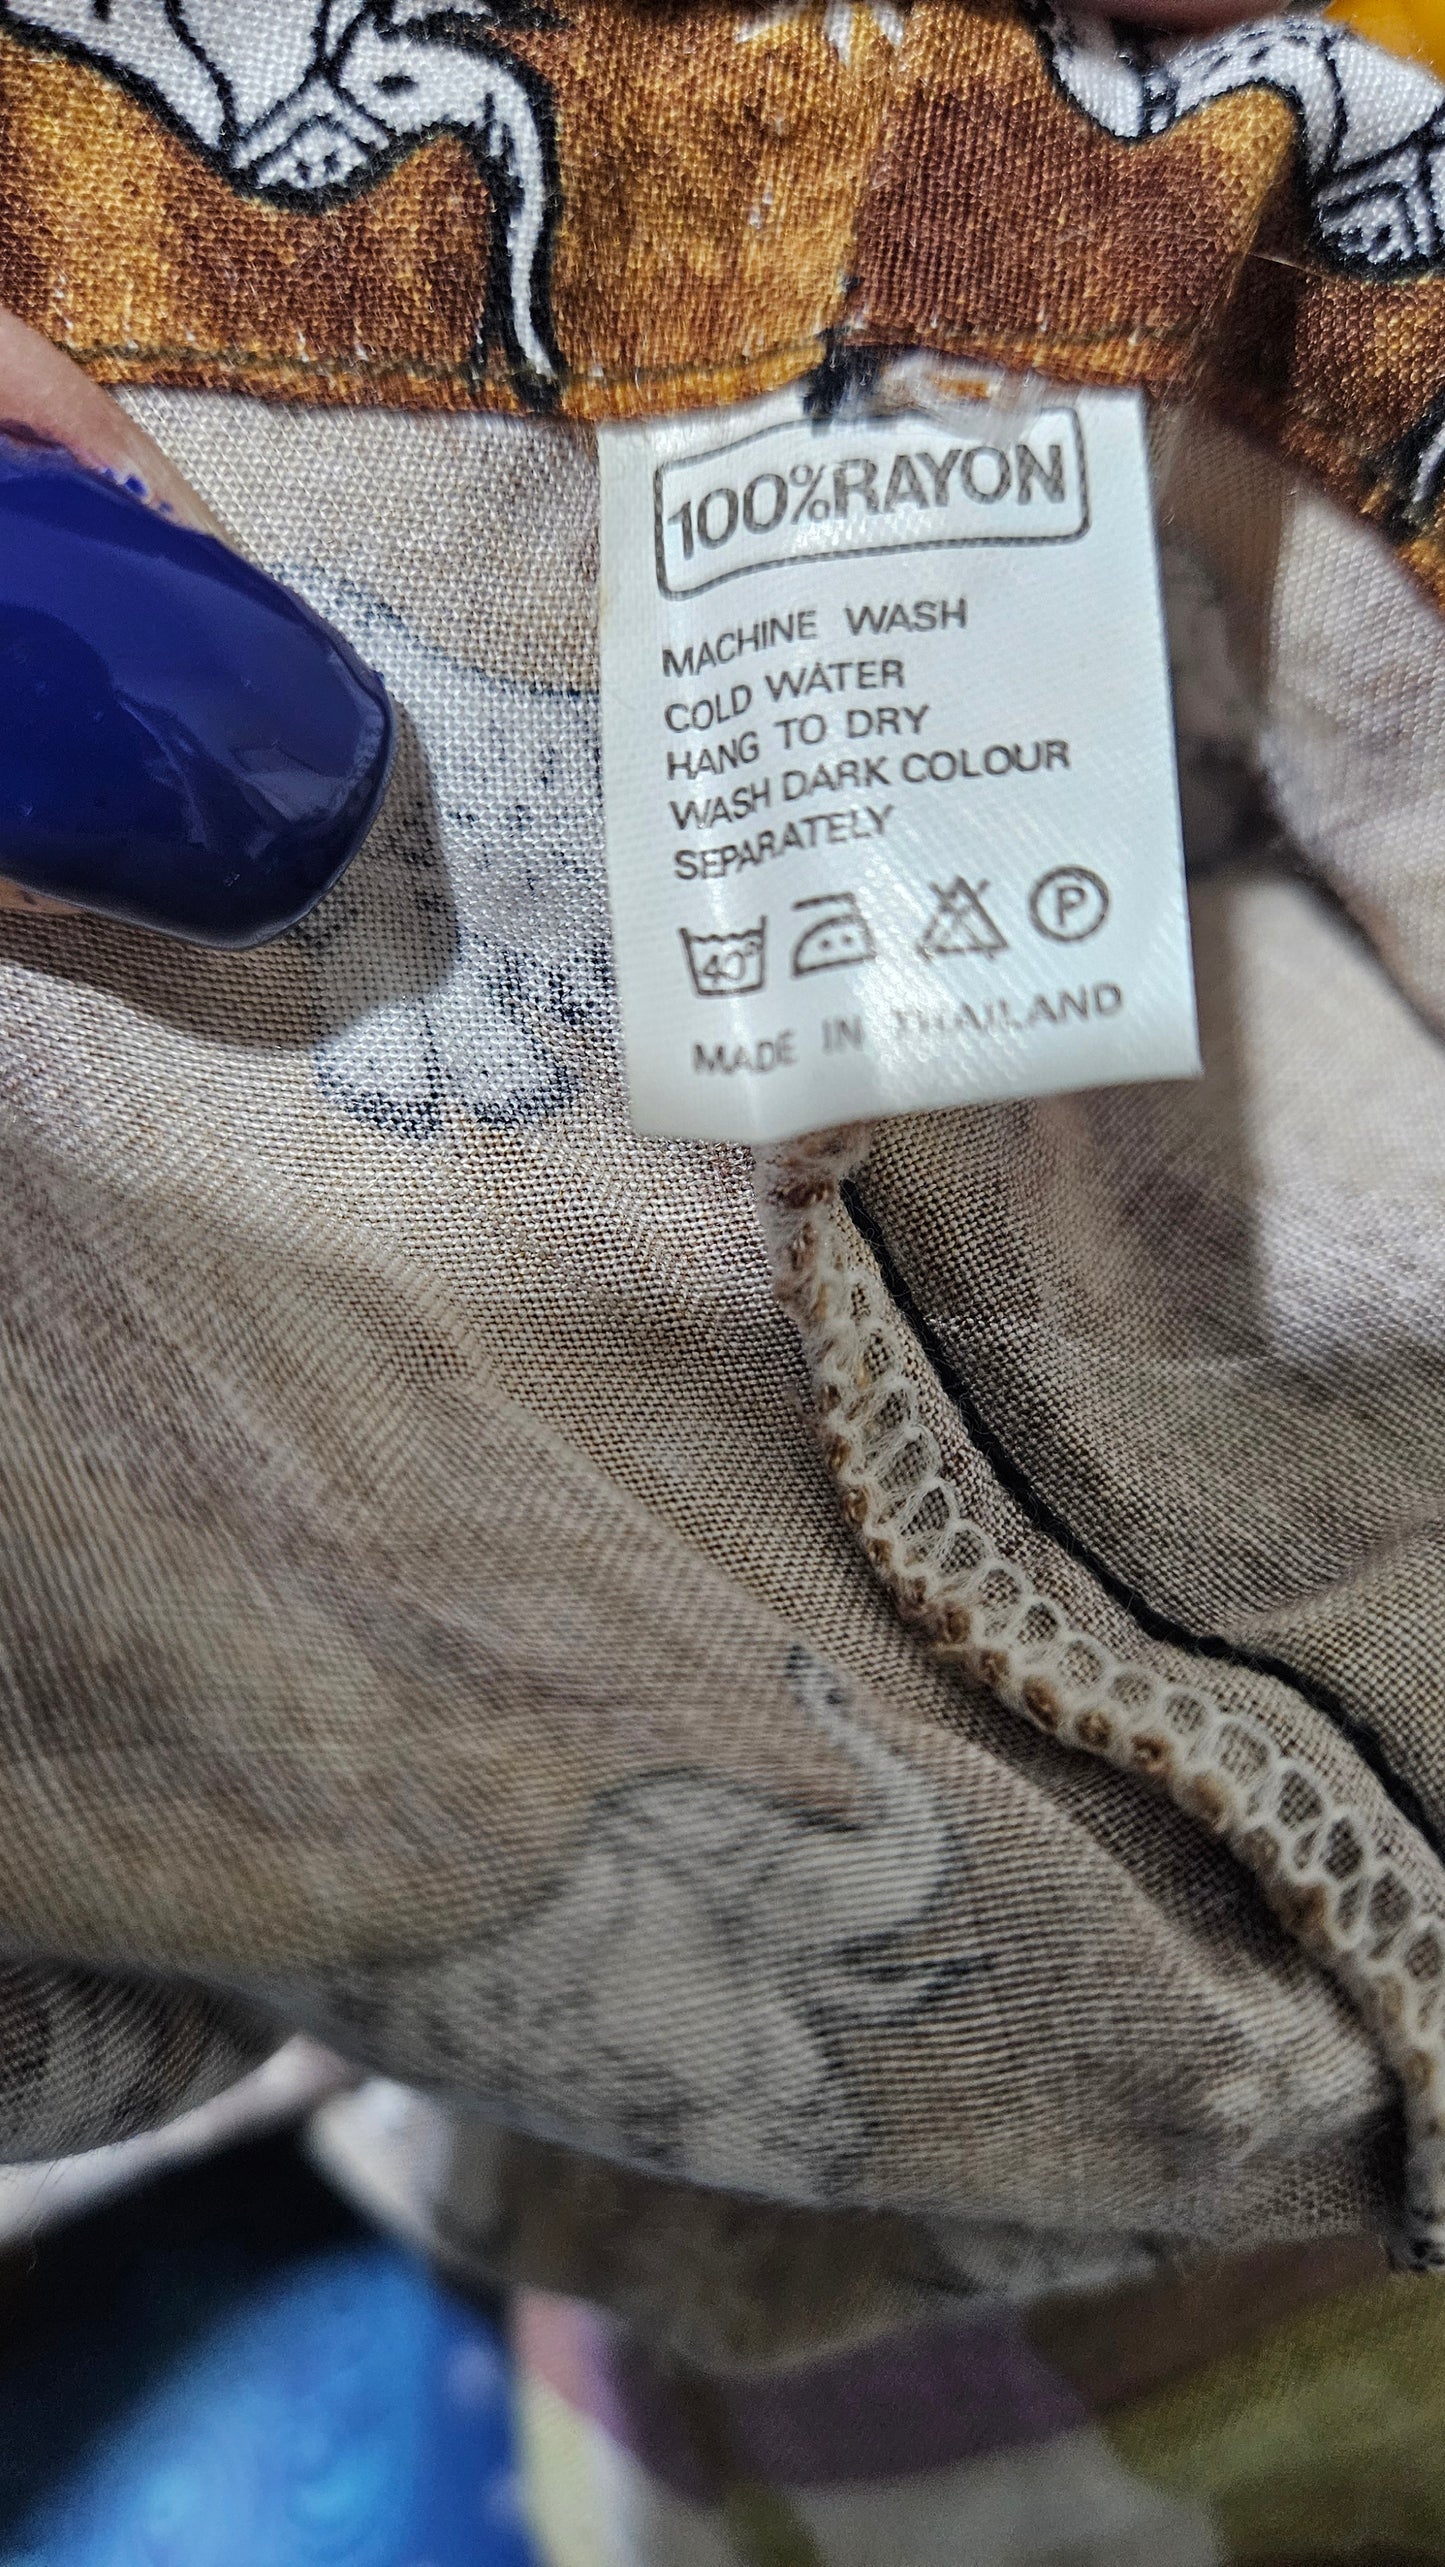 100%RAYON
MACHINE WASH
COLD WATER
HANG TO DRY
WASH DARK COLOUR
SEPARATELY
40° P
MADE IN THAILAND